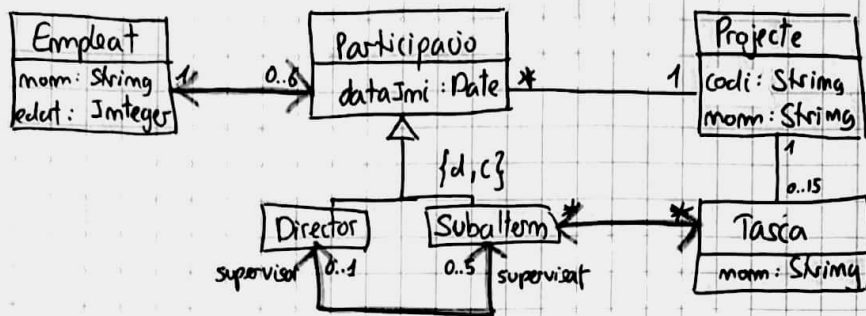 Empleat
nom: String
edat: Integer
1
0..6
Participació
dataIni: Date
*
1
Projecte
codi: String
nom: String
1
0..15
{d, c}
Director
Subaltern
*
*
Tasca
nom: String
supervisor
0..1
0..5
supervisat